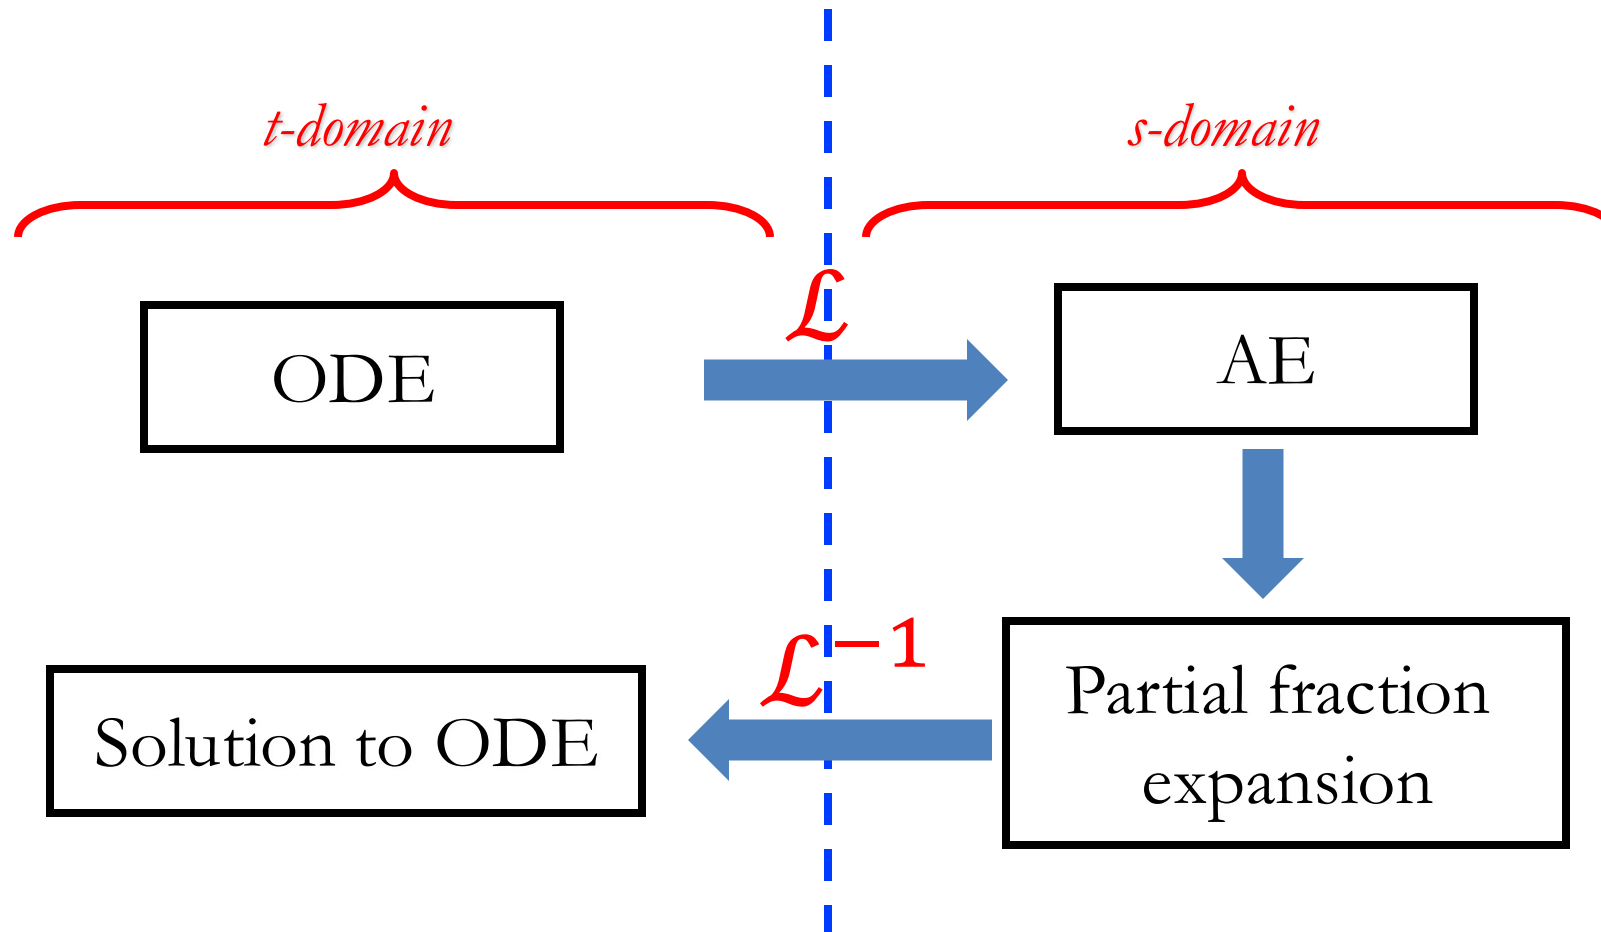 t-domain
s-domain
ℒ
ODE
AE
ℒ⁻¹
Solution to ODE
Partial fraction
expansion